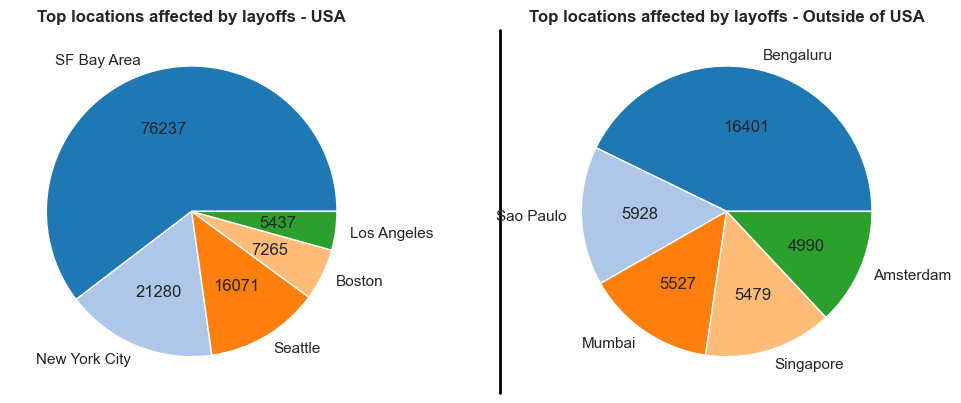 Top locations affected by layoffs - USA
SF Bay Area
76237
5437
Los Angeles
7265
Boston
21280
16071
Seattle
New York City
Top locations affected by layoffs - Outside of USA
Bengaluru
16401
Sao Paulo
5928
4990
Amsterdam
5527
5479
Mumbai
Singapore